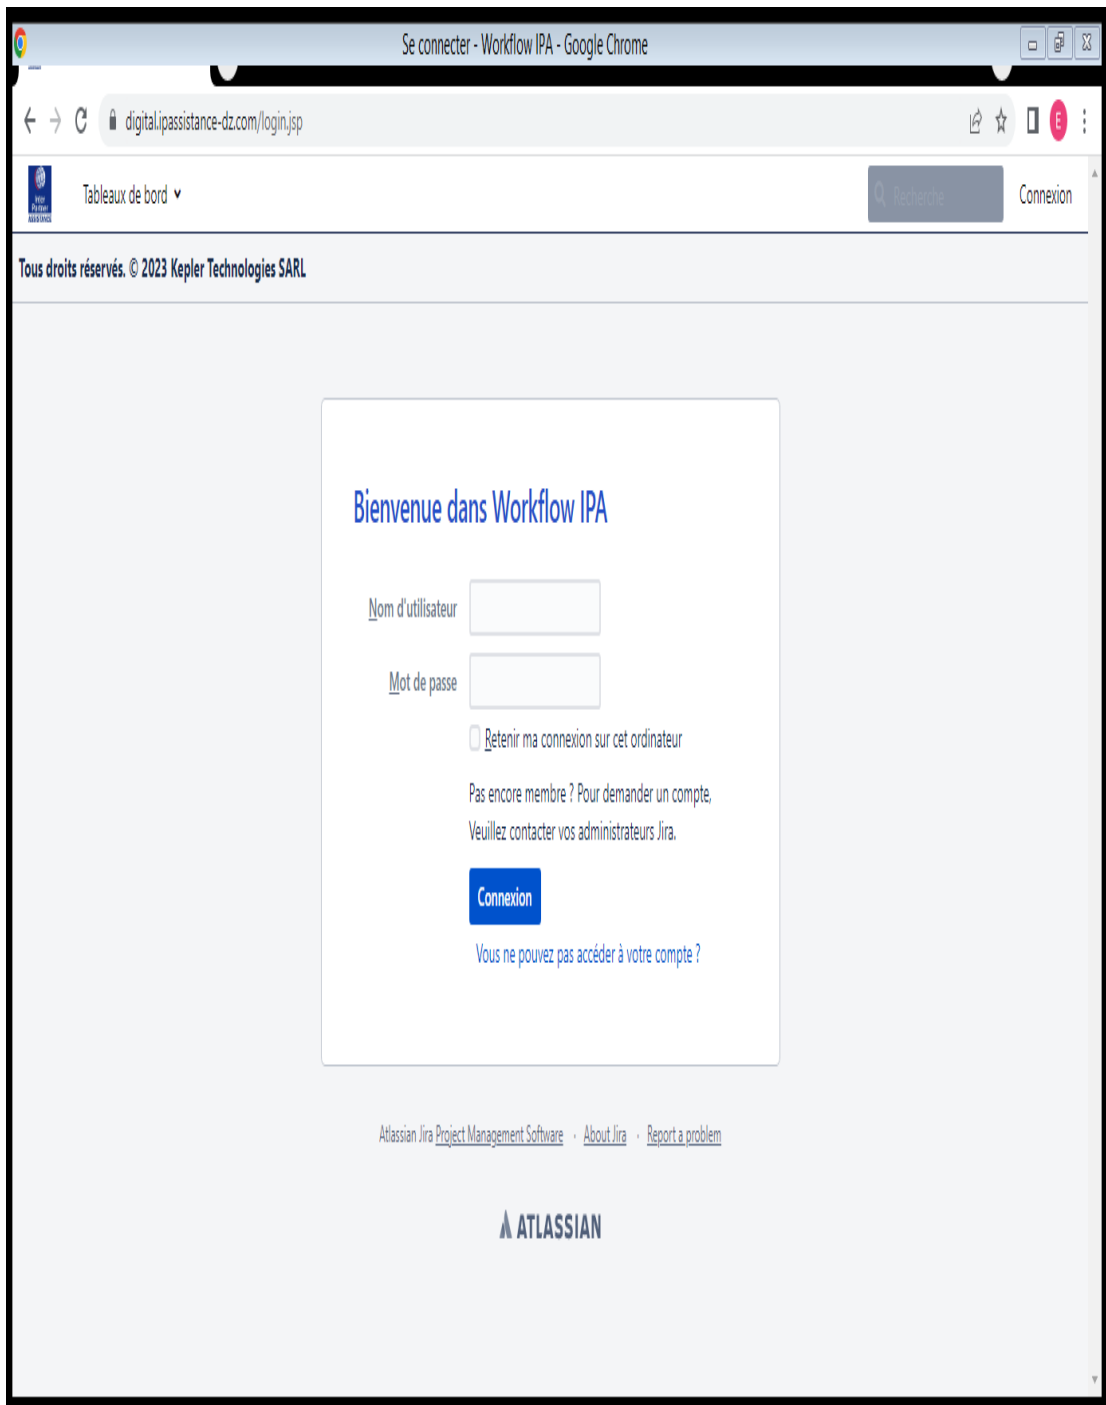 Se connecter - Workflow IPA - Google Chrome
digital.ipassistance-dz.com/login.jsp
E
Inter
Partner
ASSISTANCE
Tableaux de bord
Recherche
Connexion
Tous droits réservés. © 2023 Kepler Technologies SARL
Bienvenue dans Workflow IPA
Nom d'utilisateur
Mot de passe
Retenir ma connexion sur cet ordinateur
Pas encore membre ? Pour demander un compte,
Veuillez contacter vos administrateurs Jira.
Connexion
Vous ne pouvez pas accéder à votre compte ?
Atlassian Jira Project Management Software · About Jira · Report a problem
ATLASSIAN